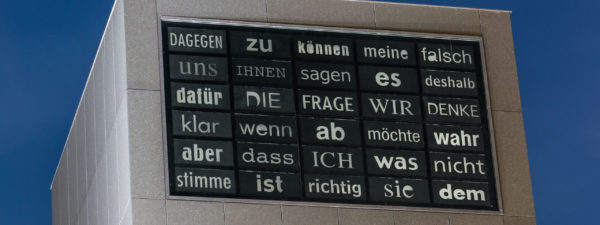 DAGEGEN zu können meine falsch
uns IHNEN sagen es deshalb
dafür DIE FRAGE WIR DENKE
klar wenn ab möchte wahr
aber dass ICH was nicht
stimme ist richtig sie dem